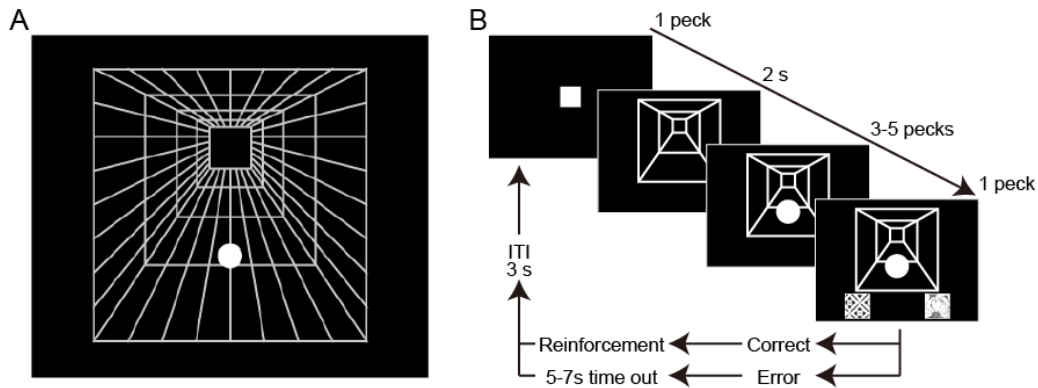 A
B
1 peck
2 s
3-5 pecks
1 peck
ITI
3 s
Reinforcement
Correct
5-7s time out
Error